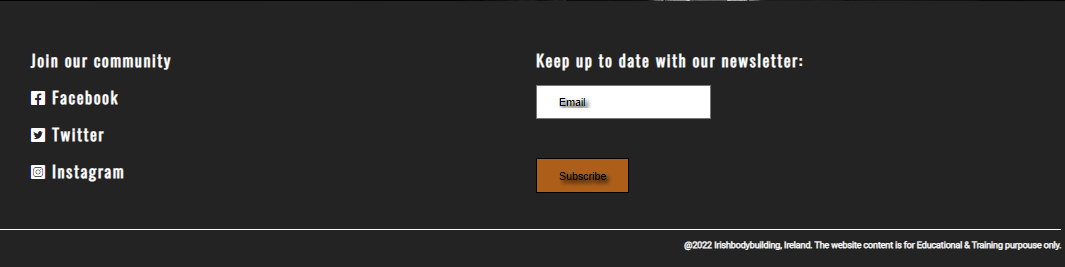 Join our community
Facebook
Twitter
Instagram
Keep up to date with our newsletter:
Email
Subscribe
@2022 Irishbodybuilding, Ireland. The website content is for Educational & Training purpouse only.